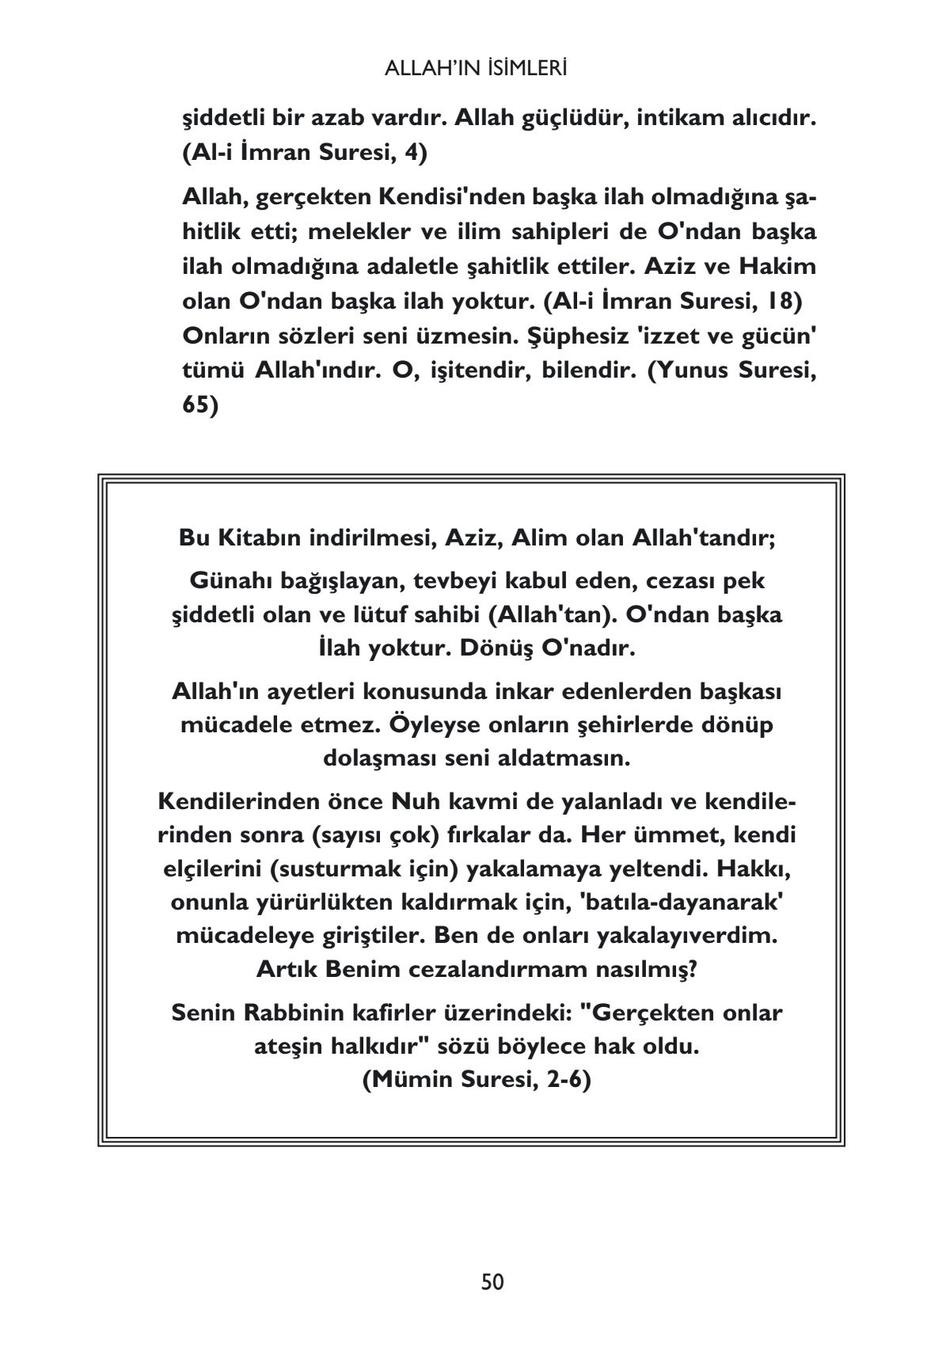 ALLAH’IN İSİMLERİ
şiddetli bir azab vardır. Allah güçlüdür, intikam alıcıdır.
(Al-i İmran Suresi, 4)
Allah, gerçekten Kendisi'nden başka ilah olmadığına şa-
hitlik etti; melekler ve ilim sahipleri de O'ndan başka
ilah olmadığına adaletle şahitlik ettiler. Aziz ve Hakim
olan O'ndan başka ilah yoktur. (Al-i İmran Suresi, 18)
Onların sözleri seni üzmesin. Şüphesiz 'izzet ve gücün'
tümü Allah'ındır. O, işitendir, bilendir. (Yunus Suresi,
65)
Bu Kitabın indirilmesi, Aziz, Alim olan Allah'tandır;
Günahı bağışlayan, tevbeyi kabul eden, cezası pek
şiddetli olan ve lütuf sahibi (Allah'tan). O'ndan başka
İlah yoktur. Dönüş O'nadır.
Allah'ın ayetleri konusunda inkar edenlerden başkası
mücadele etmez. Öyleyse onların şehirlerde dönüp
dolaşması seni aldatmasın.
Kendilerinden önce Nuh kavmi de yalanladı ve kendile-
rinden sonra (sayısı çok) fırkalar da. Her ümmet, kendi
elçilerini (susturmak için) yakalamaya yeltendi. Hakkı,
onunla yürürlükten kaldırmak için, 'batıla-dayanarak'
mücadeleye giriştiler. Ben de onları yakalayıverdim.
Artık Benim cezalandırmam nasılmış?
Senin Rabbinin kafirler üzerindeki: "Gerçekten onlar
ateşin halkıdır" sözü böylece hak oldu.
(Mümin Suresi, 2-6)
50